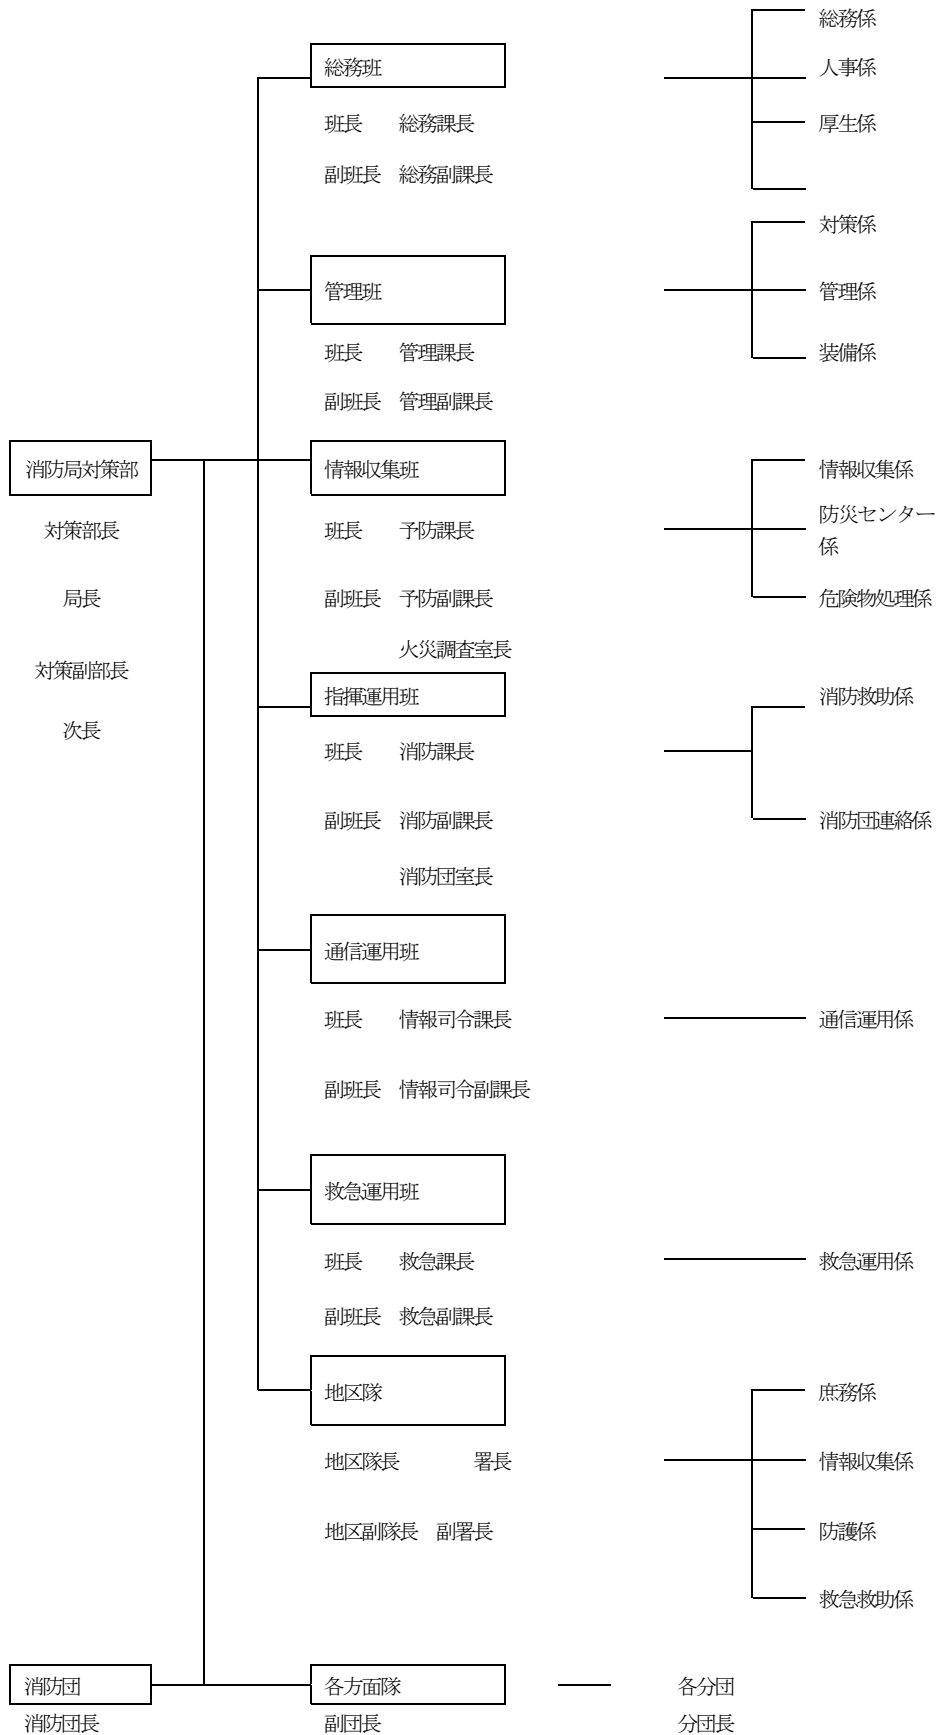 総務係
総務班
人事係
班長　総務課長
厚生係
副班長　総務副課長
対策係
管理班
管理係
班長　管理課長
装備係
副班長　管理副課長
消防局対策部
情報収集班
情報収集係
対策部長
班長　予防課長
防災センター
係
局長
副班長　予防副課長
危険物処理係
火災調査室長
対策副部長
指揮運用班
消防救助係
次長
班長　消防課長
副班長　消防副課長
消防団連絡係
消防団室長
通信運用班
班長　情報司令課長
通信運用係
副班長　情報司令副課長
救急運用班
班長　救急課長
救急運用係
副班長　救急副課長
地区隊
庶務係
地区隊長　署長
情報収集係
地区副隊長　副署長
防護係
救急救助係
消防団
各方面隊
各分団
消防団長
副団長
分団長